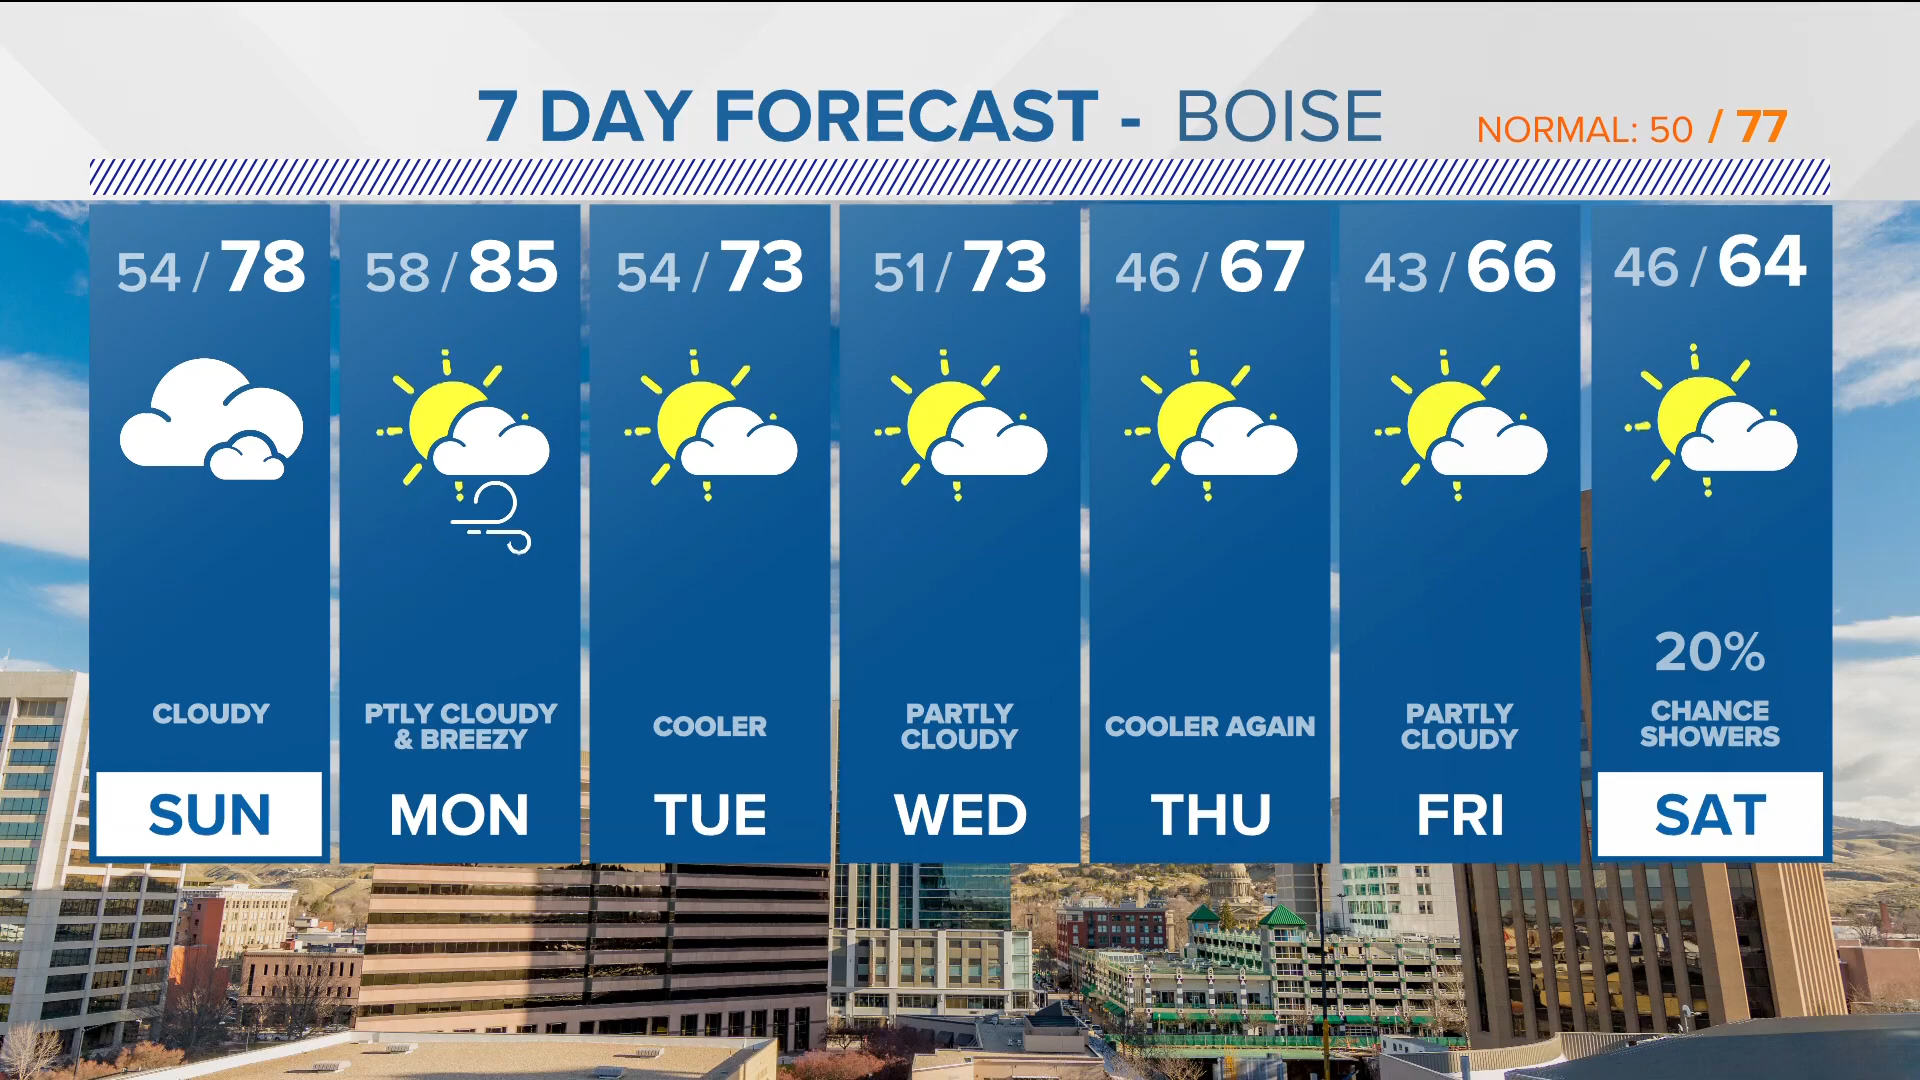 7 DAY FORECAST - BOISE
NORMAL: 50 / 77
54 / 78
CLOUDY
SUN
58 / 85
PTLY CLOUDY
& BREEZY
MON
54 / 73
COOLER
TUE
51 / 73
PARTLY
CLOUDY
WED
46 / 67
COOLER AGAIN
THU
43 / 66
PARTLY
CLOUDY
FRI
46 / 64
20%
CHANCE
SHOWERS
SAT